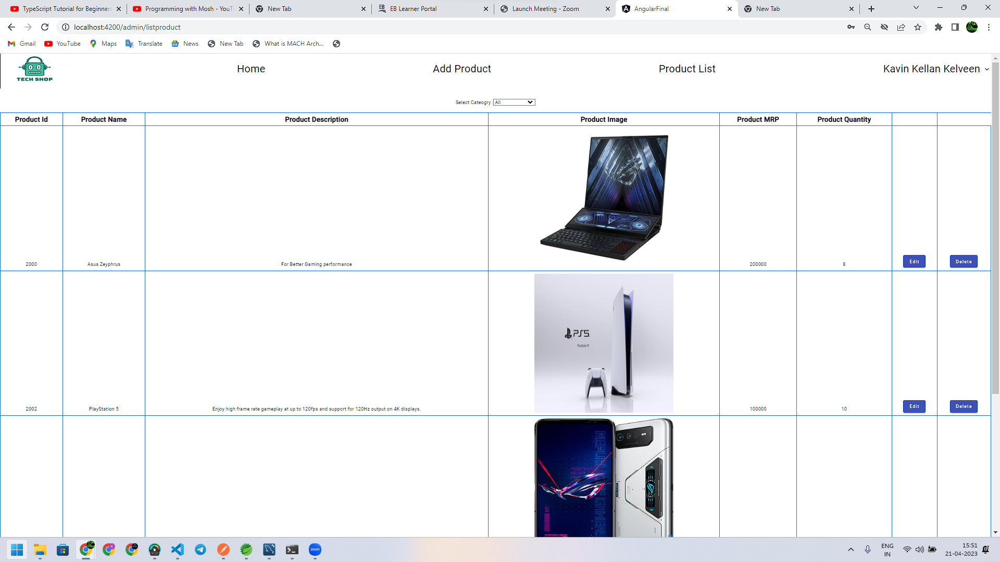 TypeScript Tutorial for Beginners
Programming with Mosh - YouT
New Tab
EB Learner Portal
Launch Meeting - Zoom
AngularFinal
New Tab
localhost:4200/admin/listproduct
Gmail
YouTube
Maps
Translate
News
New Tab
What is MACH Arch...
TECH SHOP
Home
Add Product
Product List
Kavin Kellan Kelveen
Select Cateogry : All
Product Id
Product Name
Product Description
Product Image
Product MRP
Product Quantity
2000
Asus Zeyphrus
For Better Gaming performance
200000
8
Edit
Delete
PS5
PlayStation5
2002
PlayStation 5
Enjoy high frame rate gameplay at up to 120fps and support for 120Hz output on 4K displays.
100000
10
Edit
Delete
zoom
ENG
IN
15:51
21-04-2023